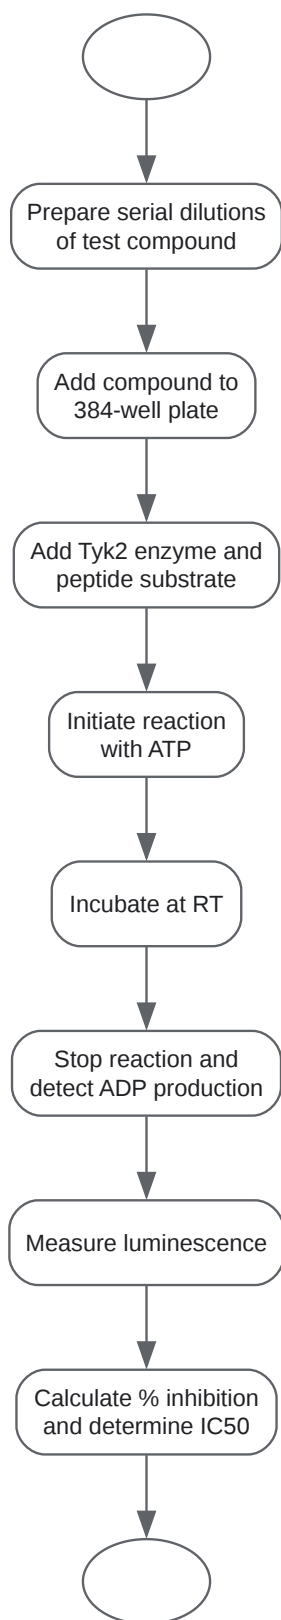 Prepare serial dilutions
of test compound
Add compound to
384-well plate
Add Tyk2 enzyme and
peptide substrate
Initiate reaction
with ATP
Incubate at RT
Stop reaction and
detect ADP production
Measure luminescence
Calculate % inhibition
and determine IC50